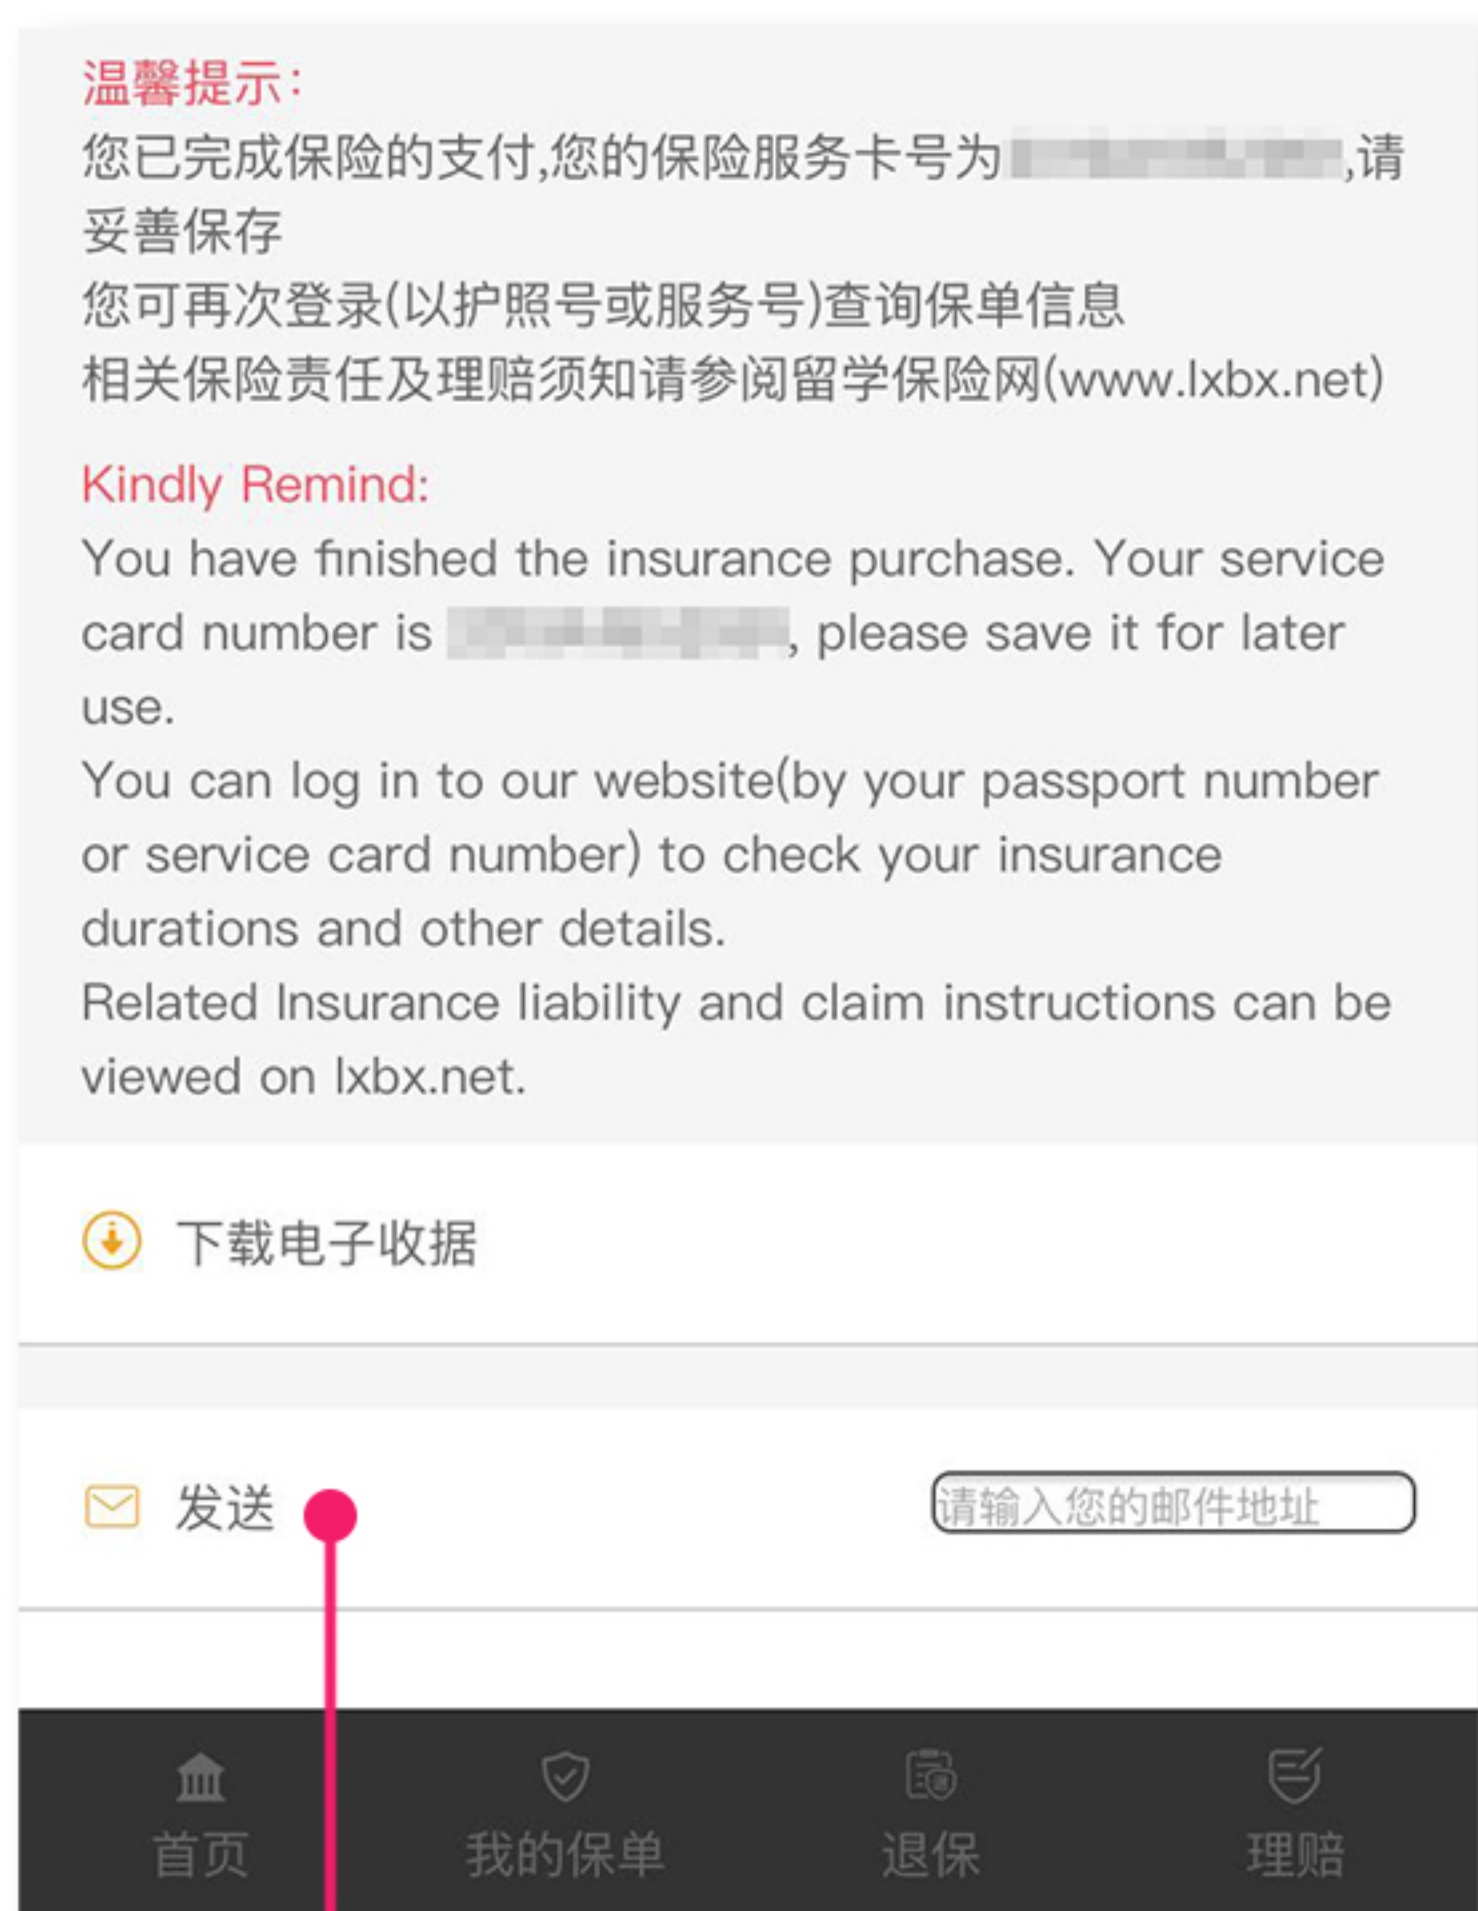 温馨提示：
您已完成保险的支付,您的保险服务卡号为 ,请
妥善保存
您可再次登录(以护照号或服务号)查询保单信息
相关保险责任及理赔须知请参阅留学保险网(www.lxbx.net)
Kindly Remind:
You have finished the insurance purchase. Your service
card number is , please save it for later
use.
You can log in to our website(by your passport number
or service card number) to check your insurance
durations and other details.
Related Insurance liability and claim instructions can be
viewed on lxbx.net.
下载电子收据
发送 请输入您的邮件地址
首页 我的保单 退保 理赔